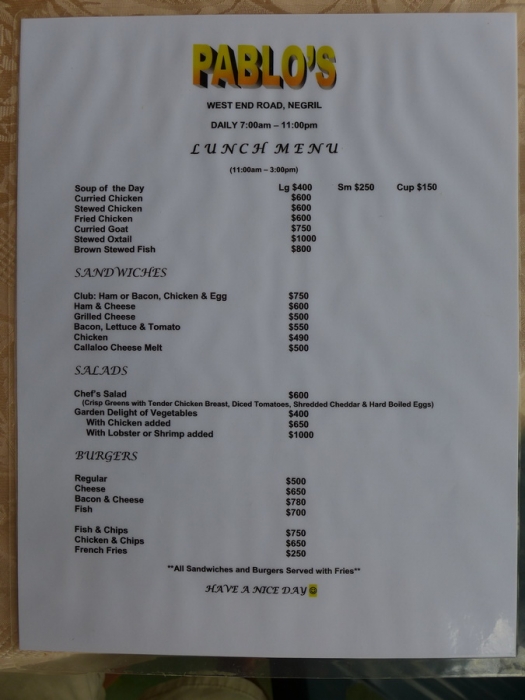 PABLO'S
WEST END ROAD, NEGRIL
DAILY 7:00am – 11:00pm
LUNCH MENU
(11:00am – 3:00pm)
Soup of the Day Lg $400 Sm $250 Cup $150
Curried Chicken $600
Stewed Chicken $600
Fried Chicken $600
Curried Goat $750
Stewed Oxtail $1000
Brown Stewed Fish $800
SANDWICHES
Club: Ham or Bacon, Chicken & Egg $750
Ham & Cheese $600
Grilled Cheese $500
Bacon, Lettuce & Tomato $550
Chicken $490
Callaloo Cheese Melt $500
SALADS
Chef's Salad $600
(Crisp Greens with Tender Chicken Breast, Diced Tomatoes, Shredded Cheddar & Hard Boiled Eggs)
Garden Delight of Vegetables $400
With Chicken added $650
With Lobster or Shrimp added $1000
BURGERS
Regular $500
Cheese $650
Bacon & Cheese $780
Fish $700
Fish & Chips $750
Chicken & Chips $650
French Fries $250
**All Sandwiches and Burgers Served with Fries**
HAVE A NICE DAY☺